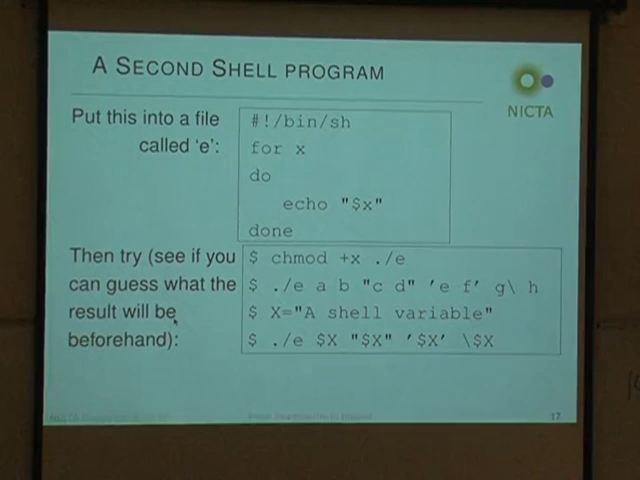 A SECOND SHELL PROGRAM
NICTA
Put this into a file
called 'e':
#!/bin/sh
for x
do
echo "$x"
done
Then try (see if you
can guess what the
result will be
beforehand):
$ chmod +x ./e
$ ./e a b "c d" 'e f' g\ h
$ X="A shell variable"
$ ./e $X "$X" '$X' \$X
17